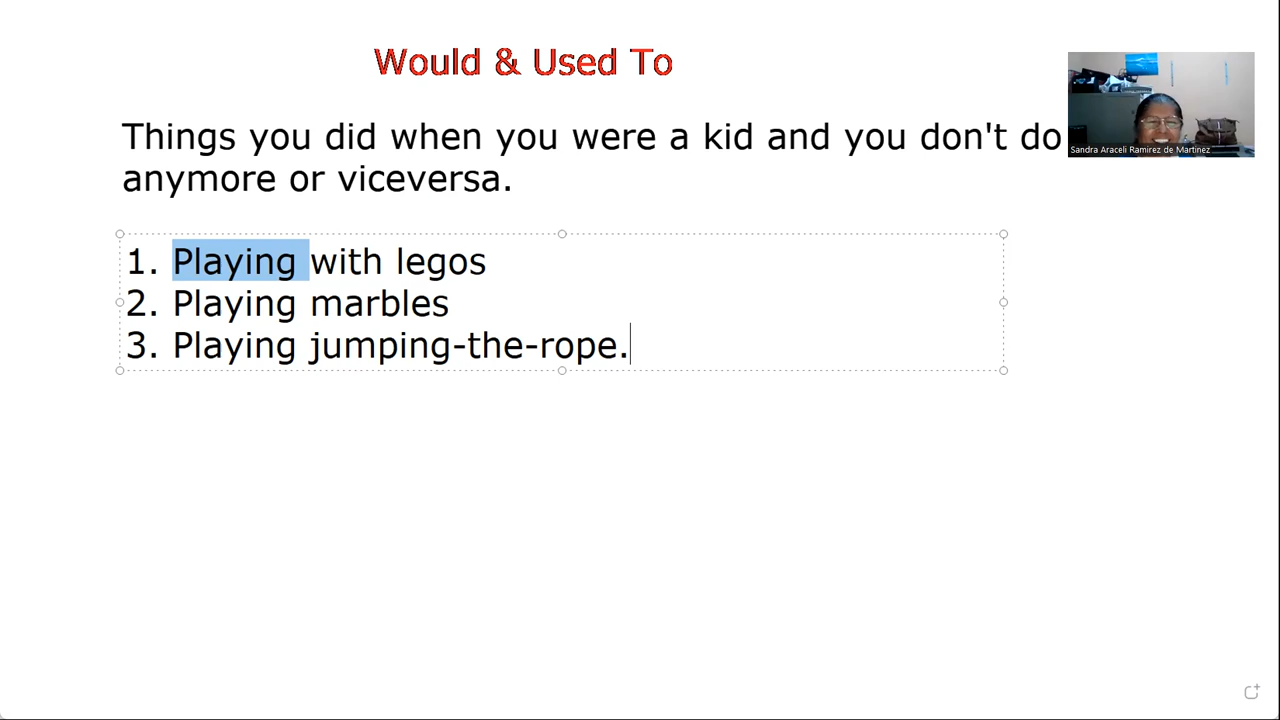 Would & Used To
Things you did when you were a kid and you don't do
anymore or viceversa.
1. Playing with legos
2. Playing marbles
3. Playing jumping-the-rope.
Sandra Araceli Ramirez de Martinez